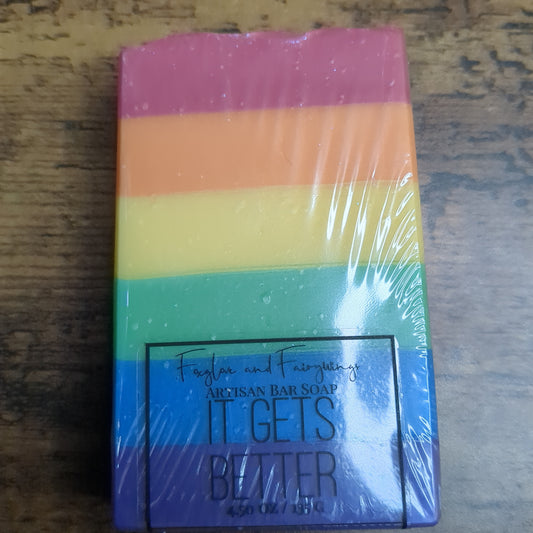 Foxglove and Fairywings
ARTISAN BAR SOAP
IT GETS
BETTER
4.50 OZ / 135 G